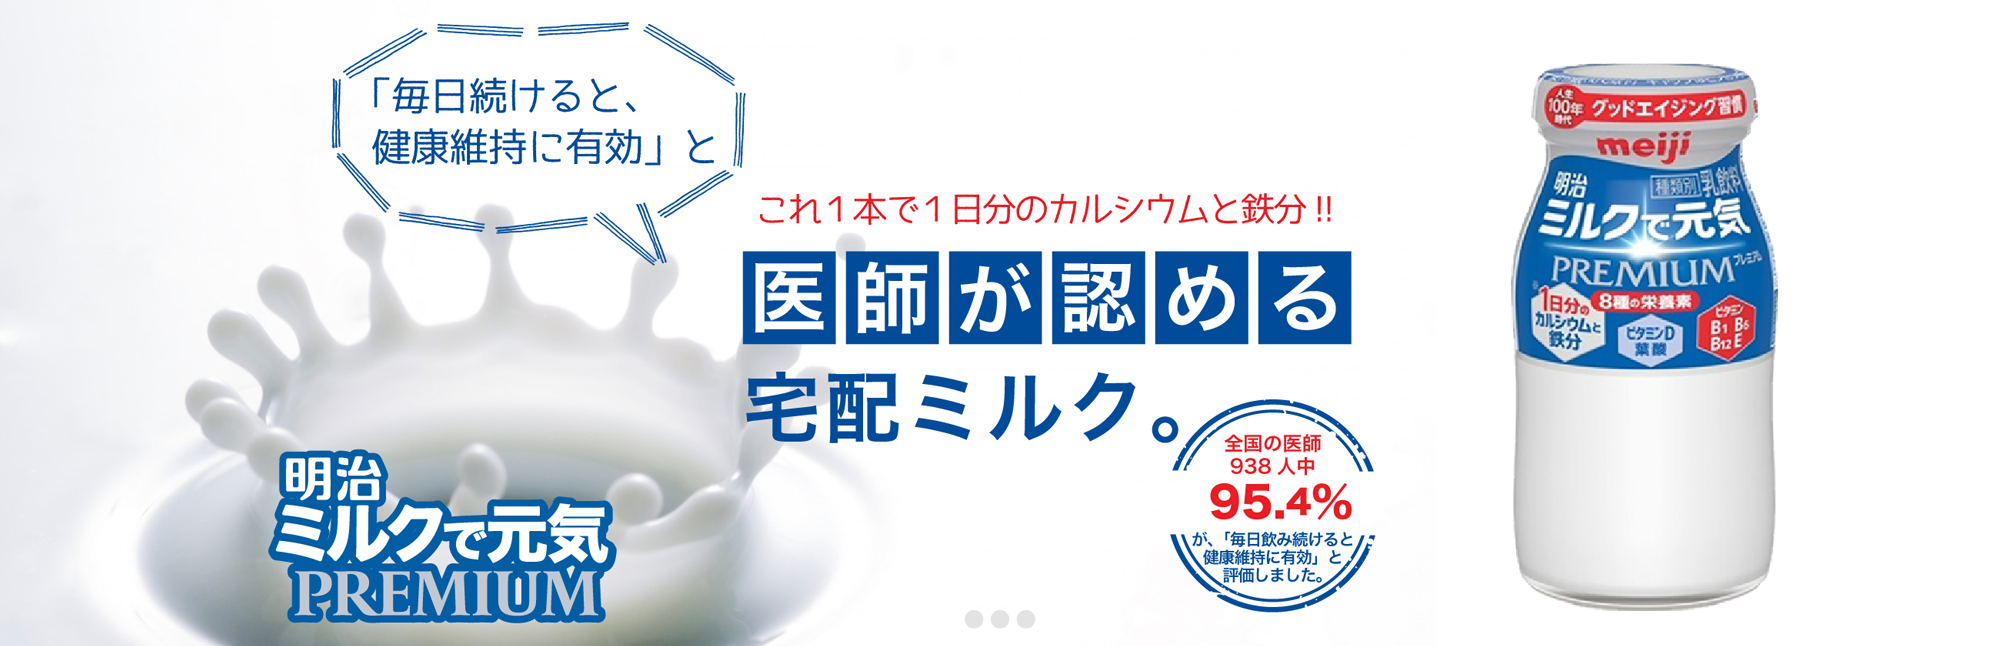 「毎日続けると、
健康維持に有効」と
これ1本で1日分のカルシウムと鉄分!!
医師が認める
宅配ミルク。
全国の医師
938人中
95.4%
が、「毎日飲み続けると
健康維持に有効」と
評価しました。
明治
ミルクで元気
PREMIUM
人生
100年
時代
グッドエイジング習慣
meiji
明治
種類別 乳飲料
ミルクで元気
PREMIUM プレミアム
※1日分の
カルシウムと
鉄分
8種の栄養素
ビタミンD
葉酸
ビタミン
B1 B6
B12 E